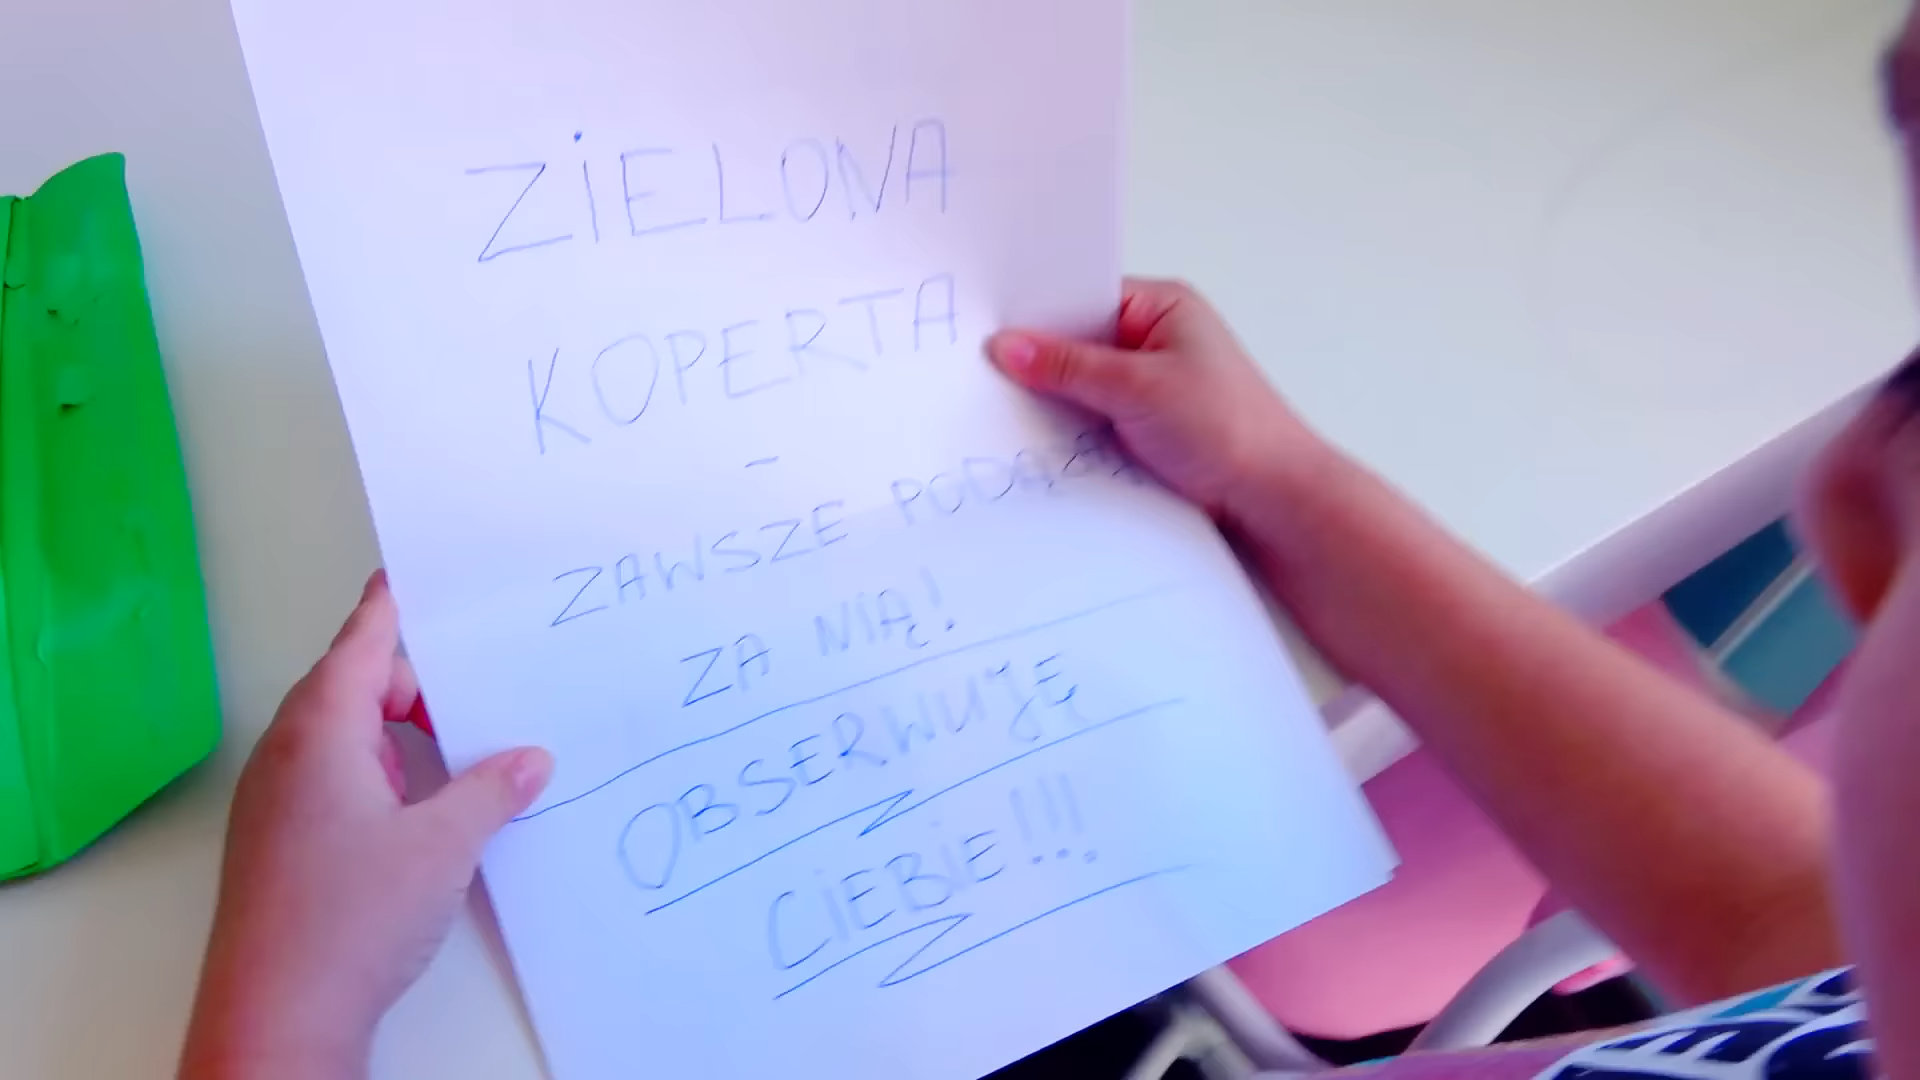 ZiELONA
KOPERTA
-
ZAWSZE
ZA NIĄ!
OBSERWUJĘ
CiEBiE!!!